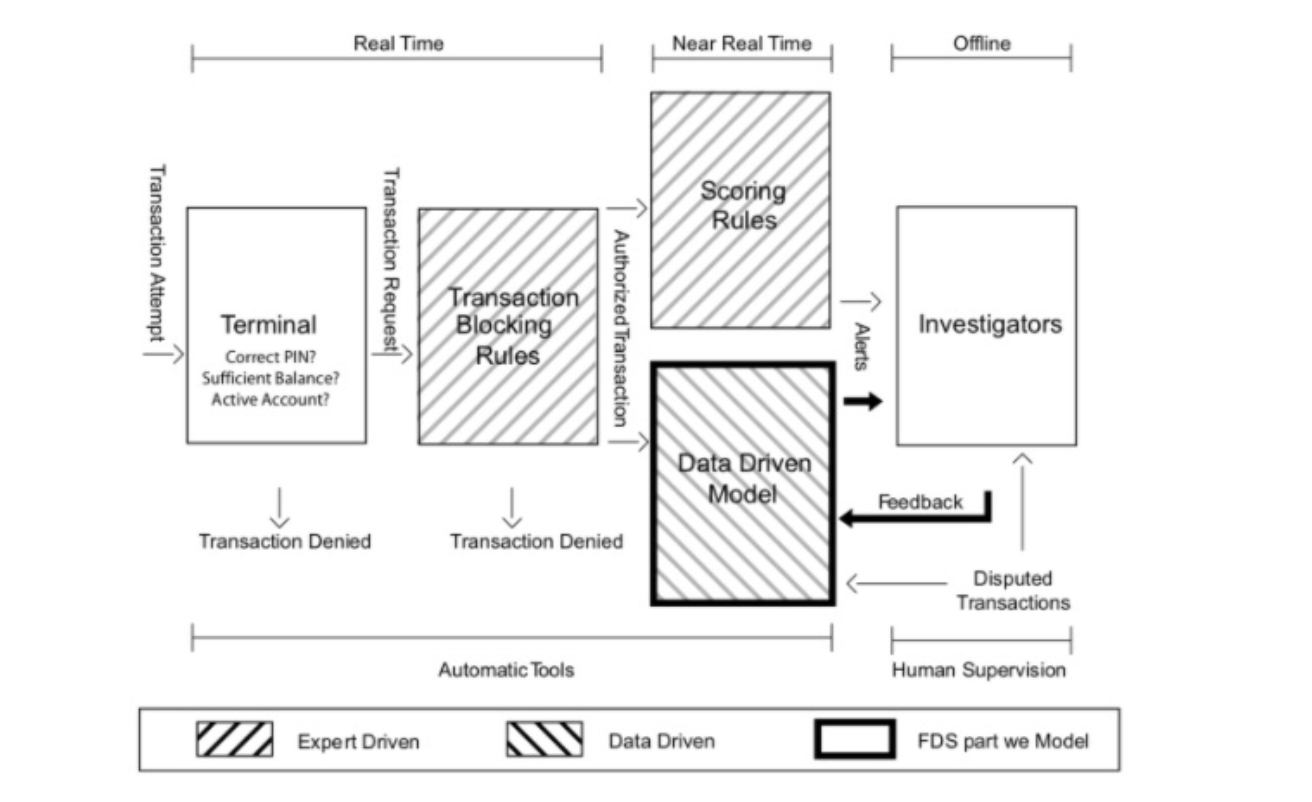 Real Time
Near Real Time
Offline
Transaction Attempt
Terminal
Correct PIN?
Sufficient Balance?
Active Account?
Transaction Request
Transaction
Blocking
Rules
Authorized Transaction
Scoring
Rules
Data Driven
Model
Alerts
Investigators
Feedback
Disputed
Transactions
Transaction Denied
Transaction Denied
Automatic Tools
Human Supervision
Expert Driven
Data Driven
FDS part we Model